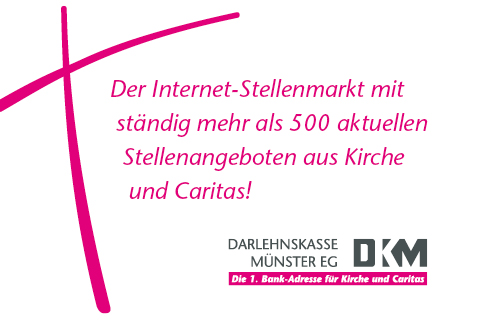 Der Internet-Stellenmarkt mit
ständig mehr als 500 aktuellen
Stellenangeboten aus Kirche
und Caritas!
DARLEHNSKASSE
MÜNSTER EG
DKM
Die 1. Bank-Adresse für Kirche und Caritas